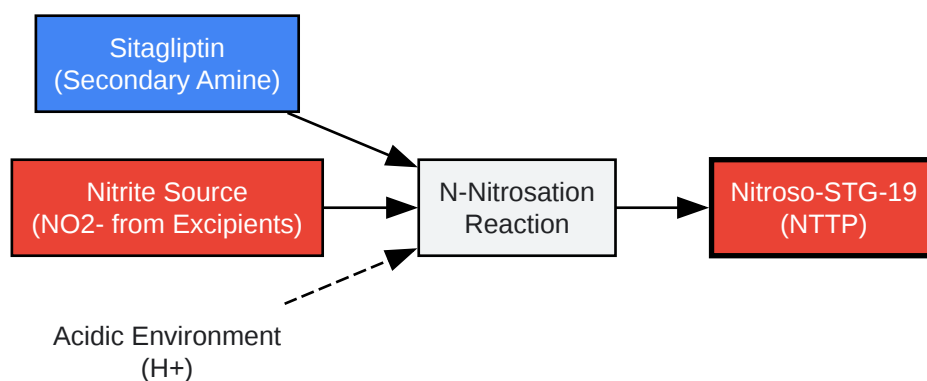 Sitagliptin
(Secondary Amine)
Nitrite Source
(NO2- from Excipients)
N-Nitrosation
Reaction
Nitroso-STG-19
(NTTP)
Acidic Environment
(H+)